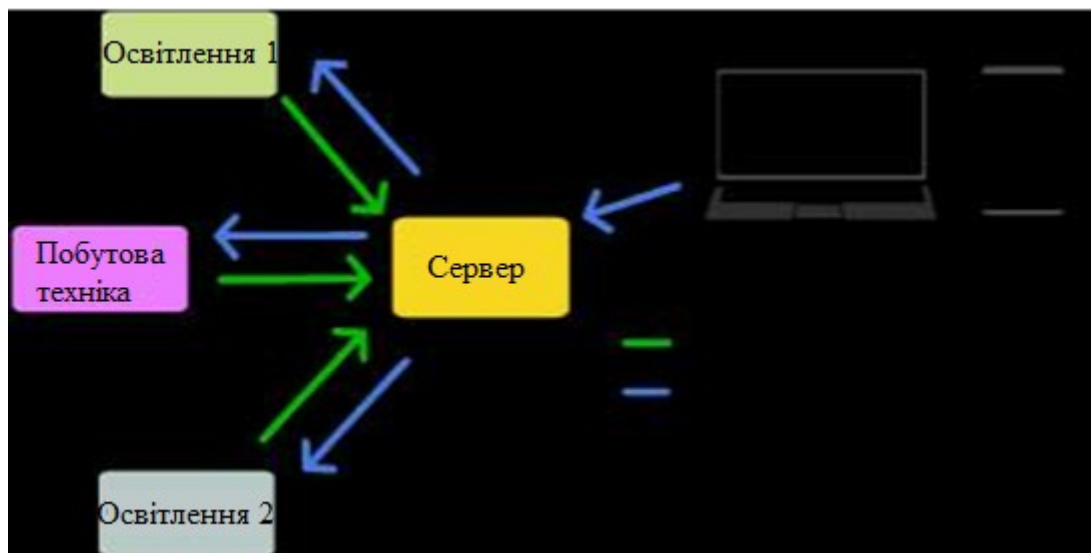 Освітлення 1
Побутова
техніка
Сервер
Освітлення 2